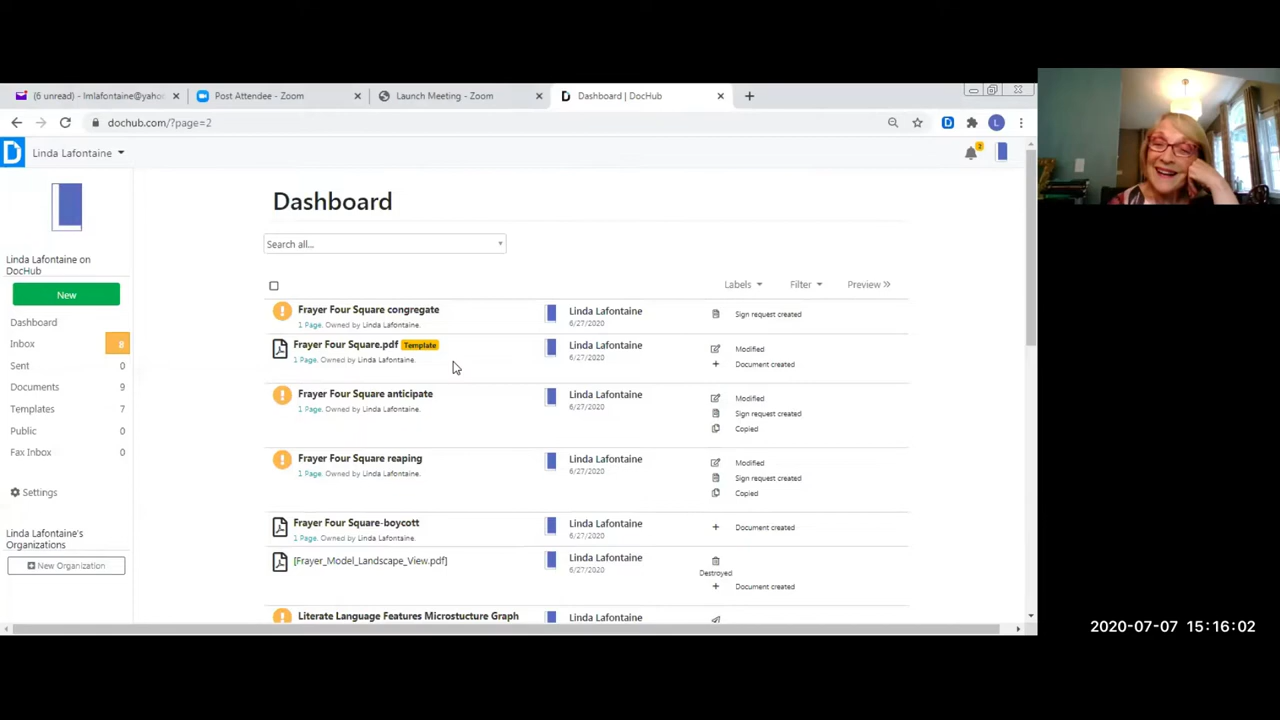 (6 unread) - lmlafontaine@yaho
Post Attendee - Zoom
Launch Meeting - Zoom
Dashboard | DocHub
dochub.com/?page=2
Linda Lafontaine
2
Dashboard
Search all...
Linda Lafontaine on
DocHub
New
Labels
Filter
Preview »
Frayer Four Square congregate
1 Page. Owned by Linda Lafontaine.
Linda Lafontaine
6/27/2020
Sign request created
Dashboard
Inbox 8
Sent 0
Documents 9
Templates 7
Public 0
Fax Inbox 0
Settings
Linda Lafontaine's
Organizations
New Organization
Frayer Four Square.pdf Template
1 Page. Owned by Linda Lafontaine.
Linda Lafontaine
6/27/2020
Modified
Document created
Frayer Four Square anticipate
1 Page. Owned by Linda Lafontaine.
Linda Lafontaine
6/27/2020
Modified
Sign request created
Copied
Frayer Four Square reaping
1 Page. Owned by Linda Lafontaine.
Linda Lafontaine
6/27/2020
Modified
Sign request created
Copied
Frayer Four Square-boycott
1 Page. Owned by Linda Lafontaine.
Linda Lafontaine
6/27/2020
Document created
[Frayer_Model_Landscape_View.pdf]
Linda Lafontaine
6/27/2020
Destroyed
Document created
Literate Language Features Microstucture Graph
Linda Lafontaine
2020-07-07 15:16:02